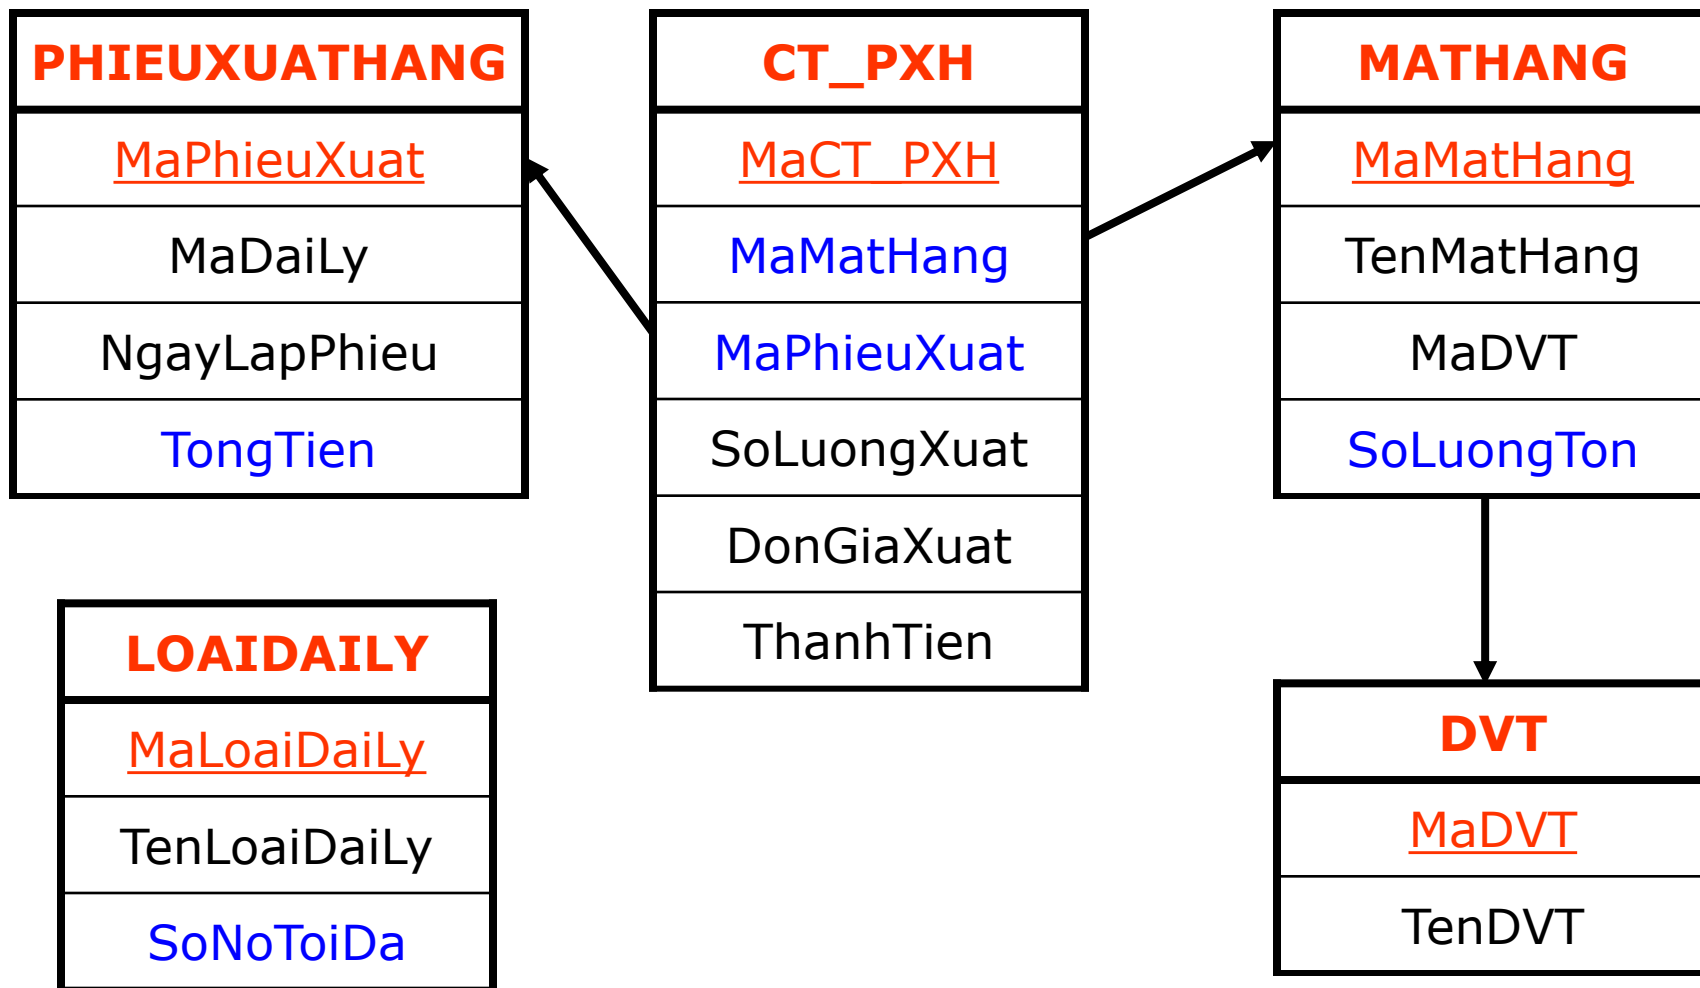 PHIEUXUATHANG
MaPhieuXuat
MaDaiLy
NgayLapPhieu
TongTien
CT_PXH
MaCT_PXH
MaMatHang
MaPhieuXuat
SoLuongXuat
DonGiaXuat
ThanhTien
MATHANG
MaMatHang
TenMatHang
MaDVT
SoLuongTon
LOAIDAILY
MaLoaiDaiLy
TenLoaiDaiLy
SoNoToiDa
DVT
MaDVT
TenDVT